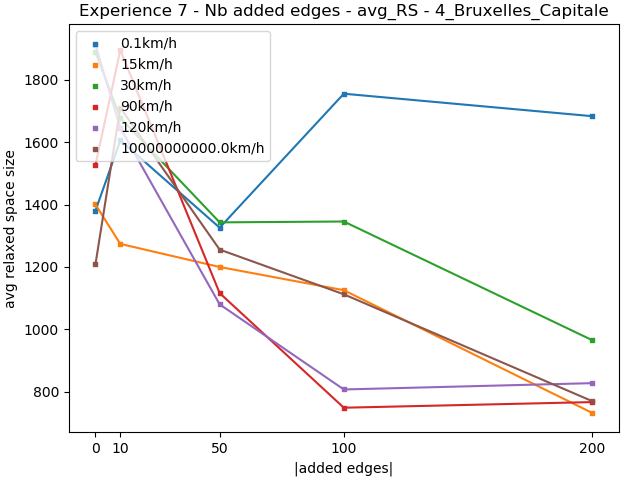 Experience 7 - Nb added edges - avg_RS - 4_Bruxelles_Capitale
0.1km/h
15km/h
30km/h
90km/h
120km/h
10000000000.0km/h
avg relaxed space size
1800
1600
1400
1200
1000
800
0 10 50 100 200
|added edges|